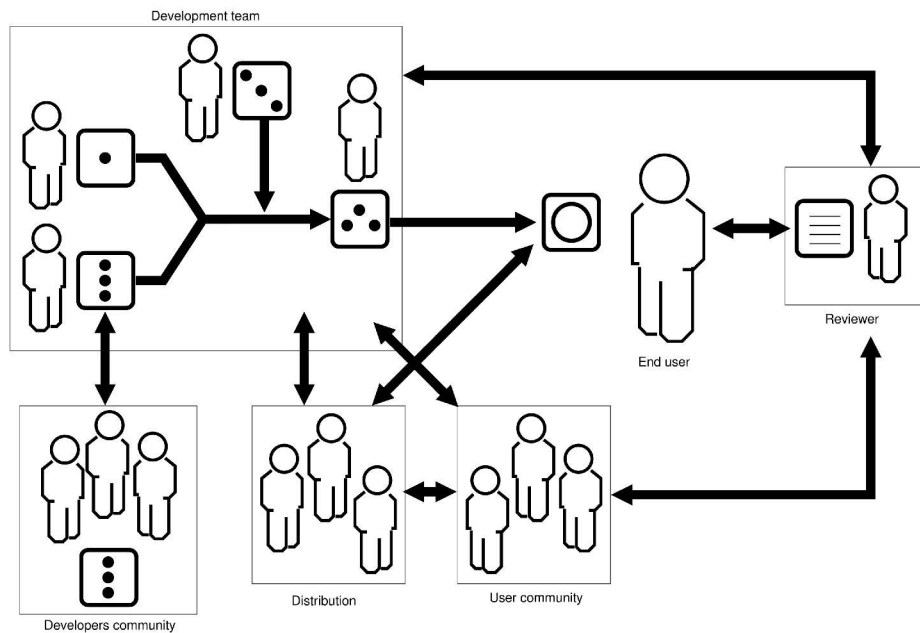 Development team
Reviewer
End user
Distribution
User community
Developers community